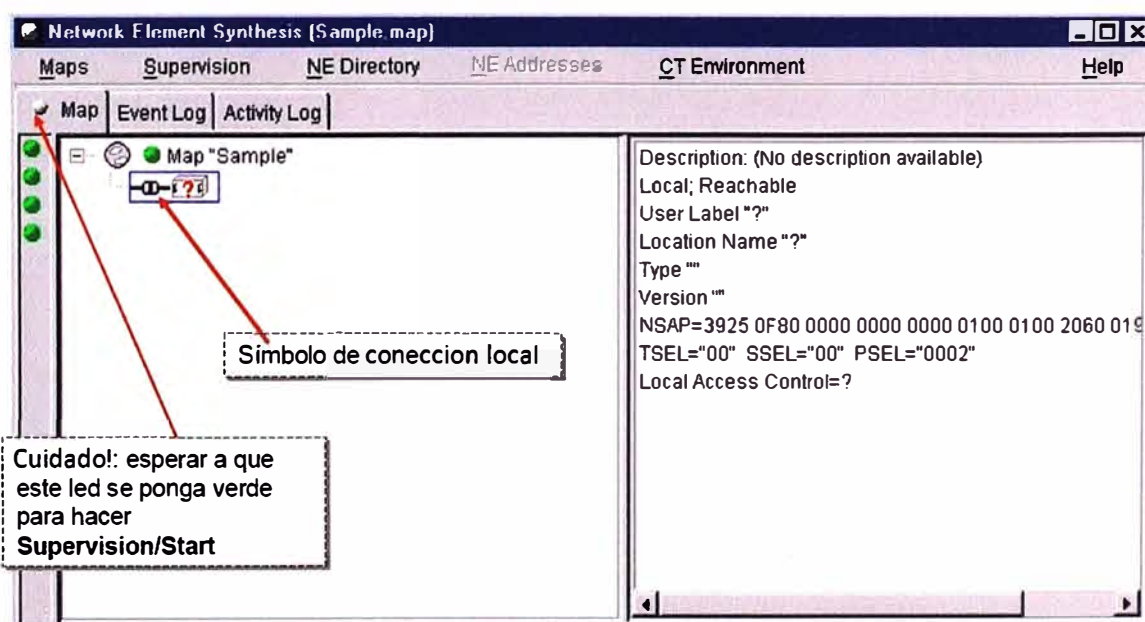 Network Element Synthesis (Sample.map)
Maps Supervision NE Directory NE Addresses CT Environment Help
Map Event Log Activity Log
Map "Sample"
?
Description: (No description available)
Local; Reachable
User Label "?"
Location Name "?"
Type ""
Version ""
NSAP=3925 0F80 0000 0000 0000 0100 0100 2060 019
TSEL="00" SSEL="00" PSEL="0002"
Local Access Control=?
Símbolo de coneccion local
Cuidado!: esperar a que
este led se ponga verde
para hacer
Supervision/Start